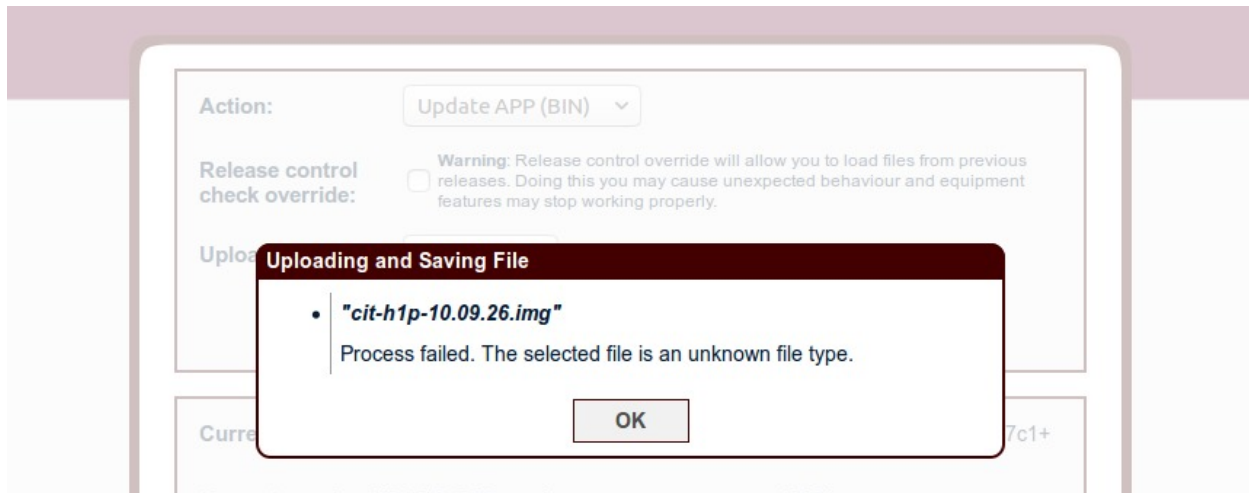 Action:
Update APP (BIN)
Release control
check override:
Warning: Release control override will allow you to load files from previous
releases. Doing this you may cause unexpected behaviour and equipment
features may stop working properly.
Uploa
Uploading and Saving File
"cit-h1p-10.09.26.img"
Process failed. The selected file is an unknown file type.
OK
Curre
7c1+